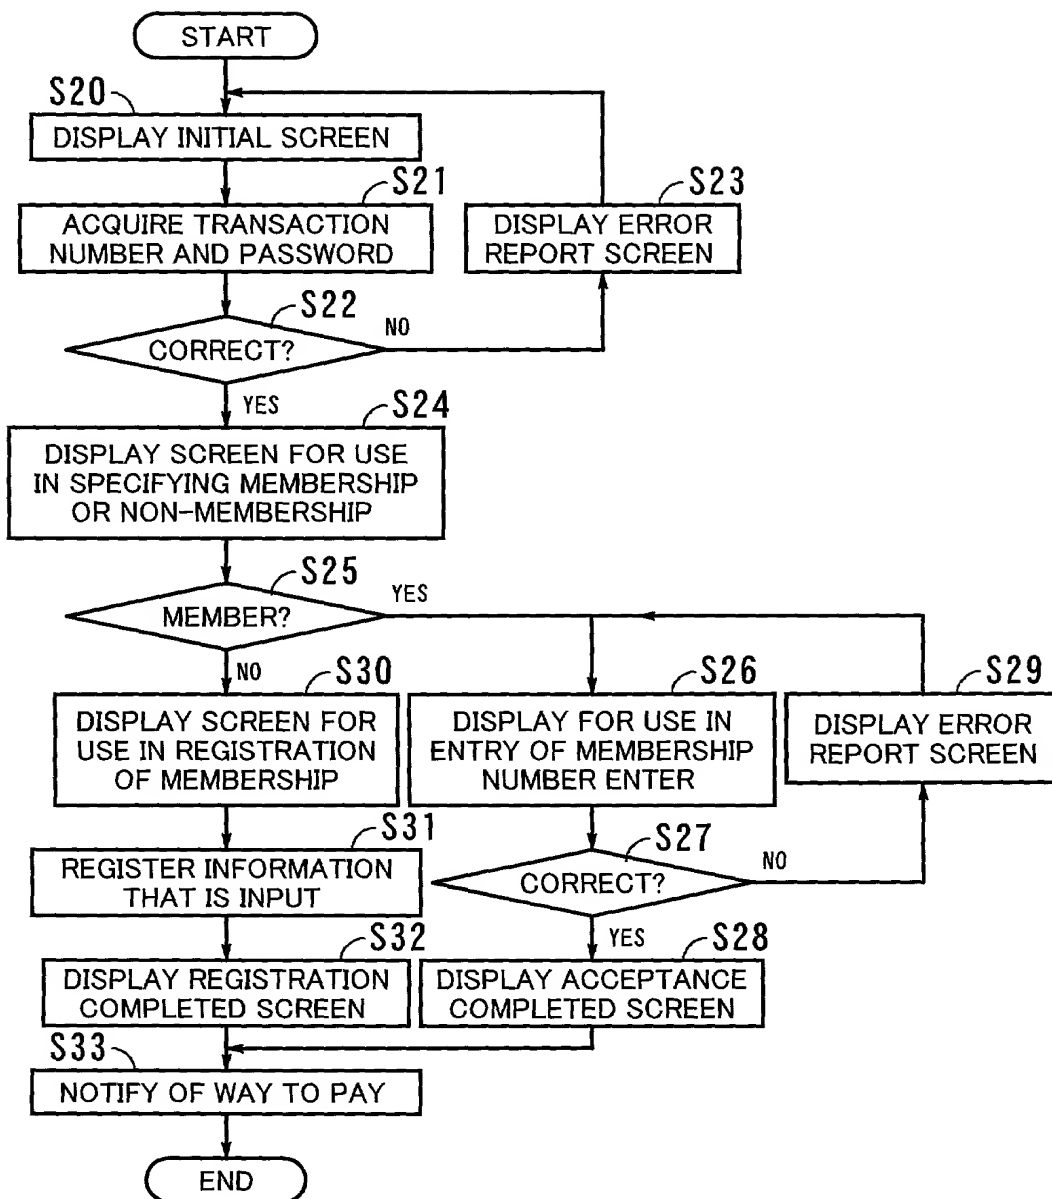 START
S20
DISPLAY INITIAL SCREEN
S21
ACQUIRE TRANSACTION
NUMBER AND PASSWORD
S23
DISPLAY ERROR
REPORT SCREEN
S22
CORRECT?
NO
YES
S24
DISPLAY SCREEN FOR USE
IN SPECIFYING MEMBERSHIP
OR NON-MEMBERSHIP
S25
MEMBER?
YES
NO
S30
DISPLAY SCREEN FOR
USE IN REGISTRATION
OF MEMBERSHIP
S26
DISPLAY FOR USE IN
ENTRY OF MEMBERSHIP
NUMBER ENTER
S29
DISPLAY ERROR
REPORT SCREEN
S31
REGISTER INFORMATION
THAT IS INPUT
S27
CORRECT?
NO
YES
S32
DISPLAY REGISTRATION
COMPLETED SCREEN
S28
DISPLAY ACCEPTANCE
COMPLETED SCREEN
S33
NOTIFY OF WAY TO PAY
END